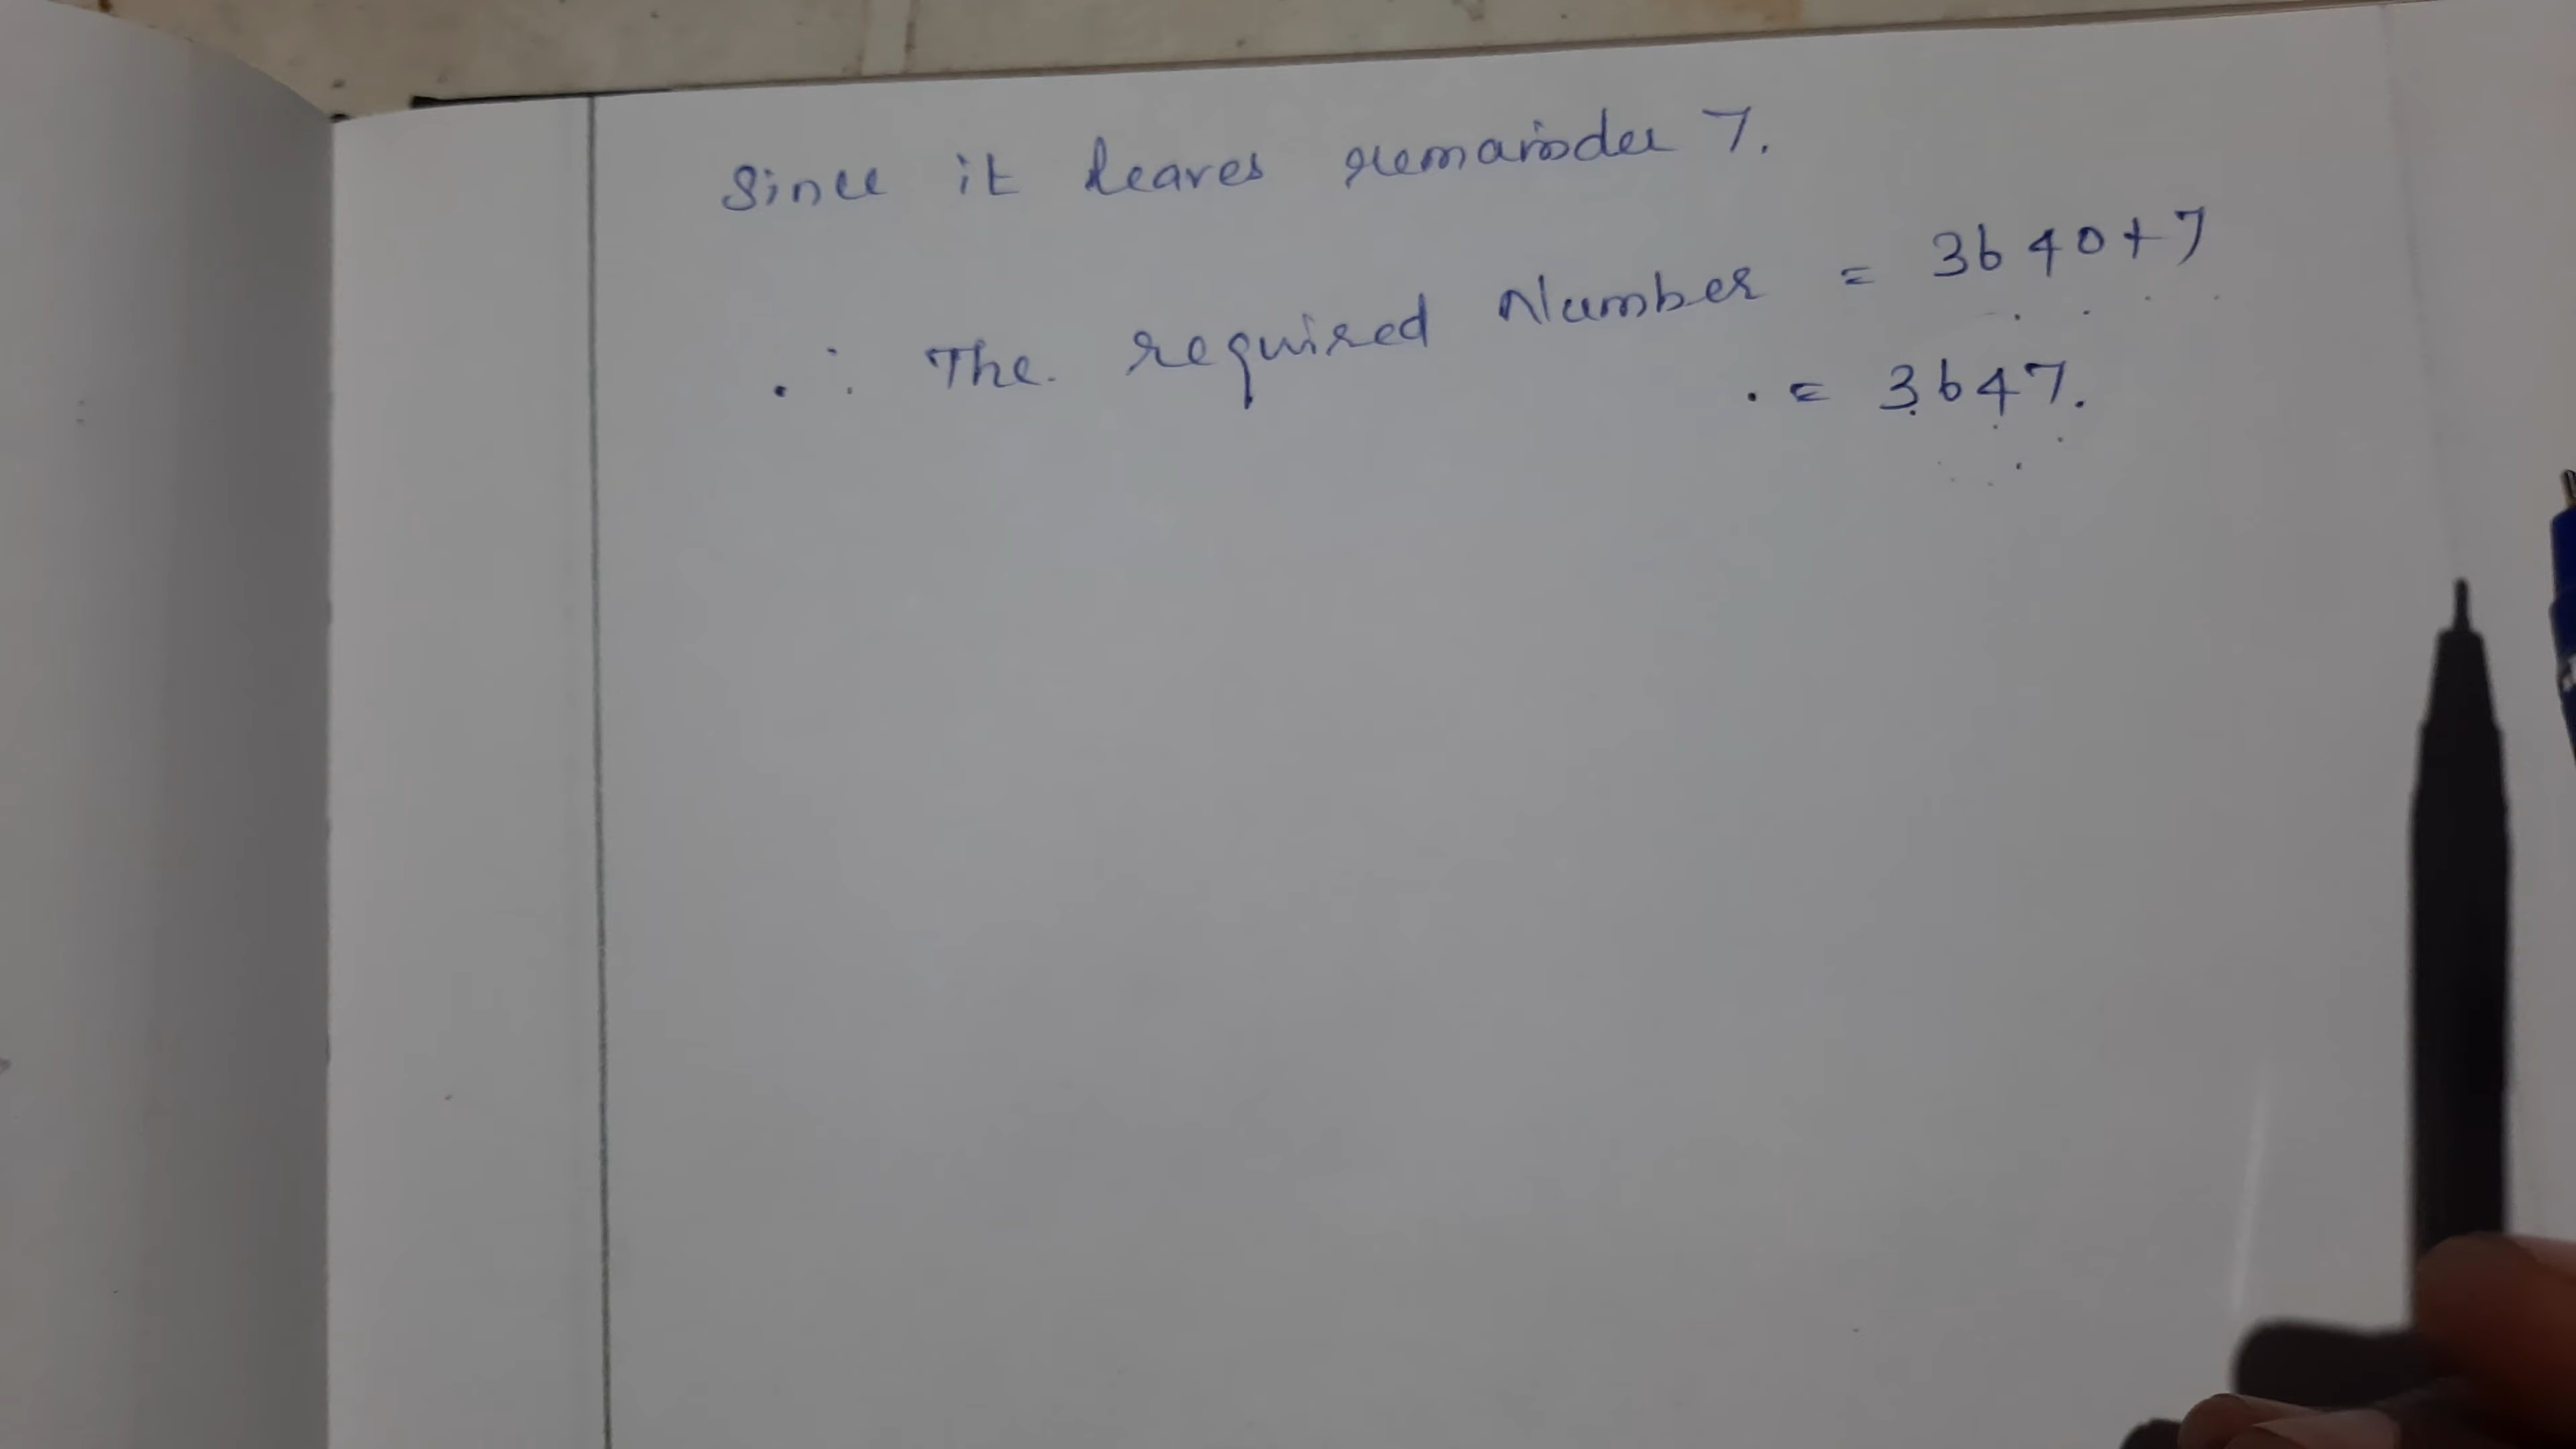 Since it leaves remainder 7.
∴ The required Number = 3640+7
= 3647.